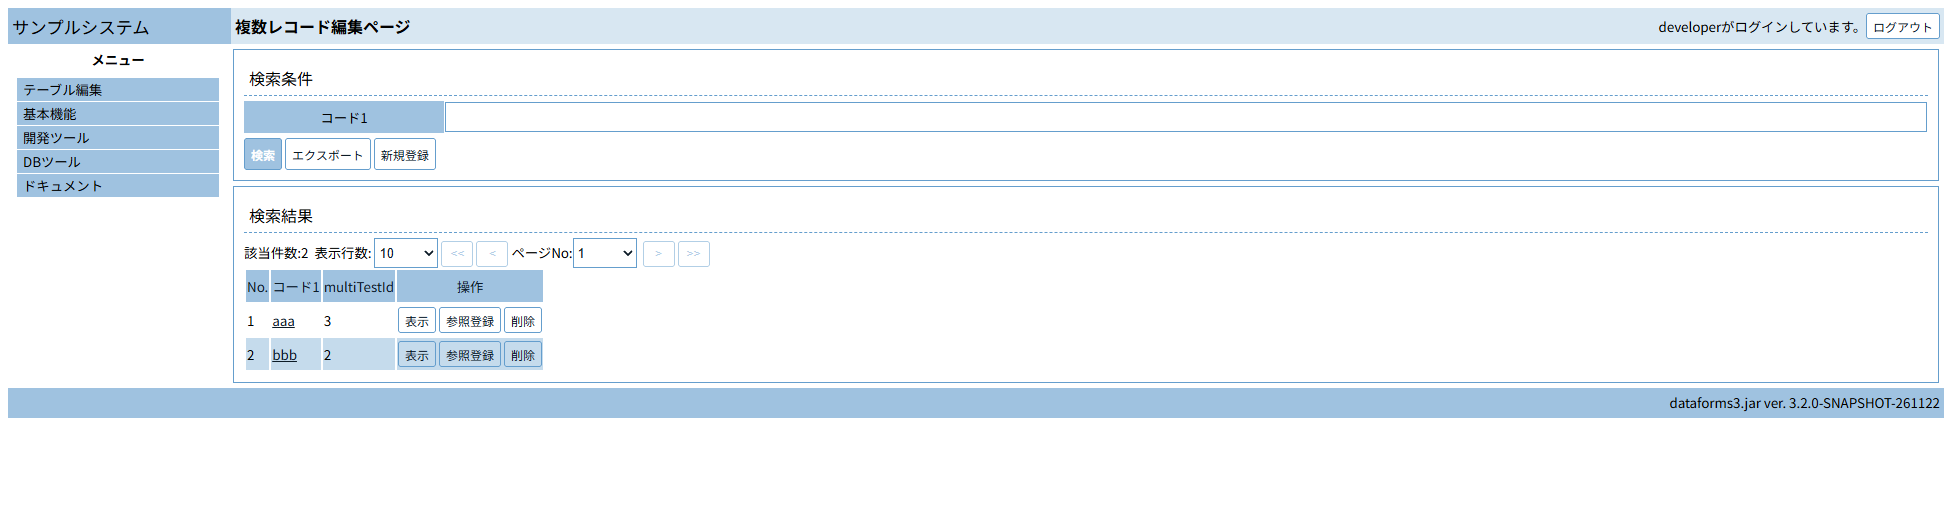 サンプルシステム
複数レコード編集ページ
developerがログインしています。 ログアウト
メニュー
テーブル編集
基本機能
開発ツール
DBツール
ドキュメント
検索条件
コード1
検索 エクスポート 新規登録
検索結果
該当件数:2 表示行数: 10 << < ページNo: 1 > >>
No. コード1 multiTestId 操作
1 aaa 3 表示 参照登録 削除
2 bbb 2 表示 参照登録 削除
dataforms3.jar ver. 3.2.0-SNAPSHOT-261122